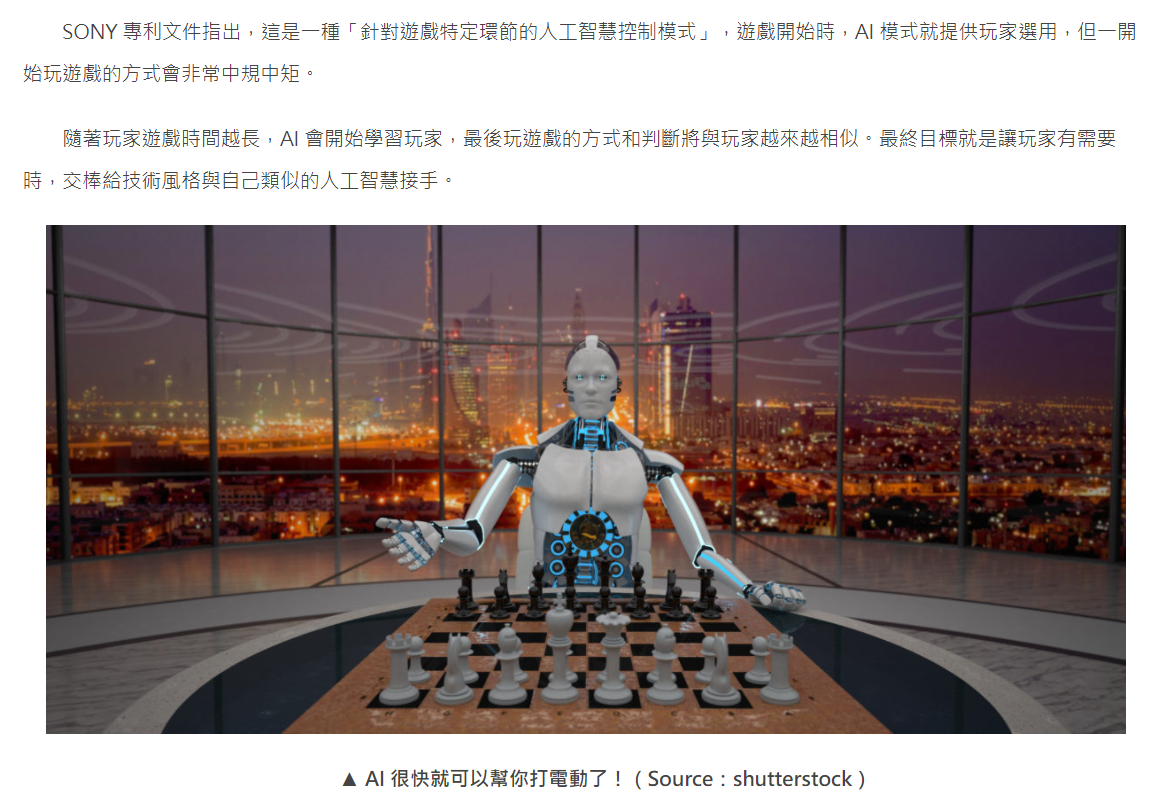 SONY 專利文件指出，這是一種「針對遊戲特定環節的人工智慧控制模式」，遊戲開始時，AI 模式就提供玩家選用，但一開
始玩遊戲的方式會非常中規中矩。
隨著玩家遊戲時間越長，AI 會開始學習玩家，最後玩遊戲的方式和判斷將與玩家越來越相似。最終目標就是讓玩家有需要
時，交棒給技術風格與自己類似的人工智慧接手。
▲ AI 很快就可以幫你打電動了！（Source：shutterstock）